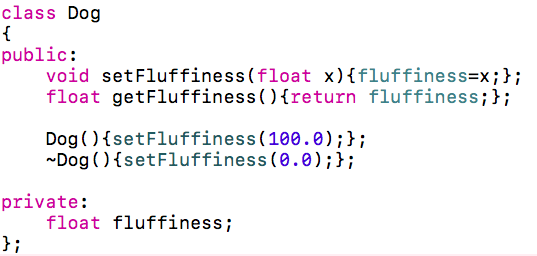 class Dog
{
public:
    void setFluffiness(float x){fluffiness=x;};
    float getFluffiness(){return fluffiness;};

    Dog(){setFluffiness(100.0);};
    ~Dog(){setFluffiness(0.0);};

private:
    float fluffiness;
};